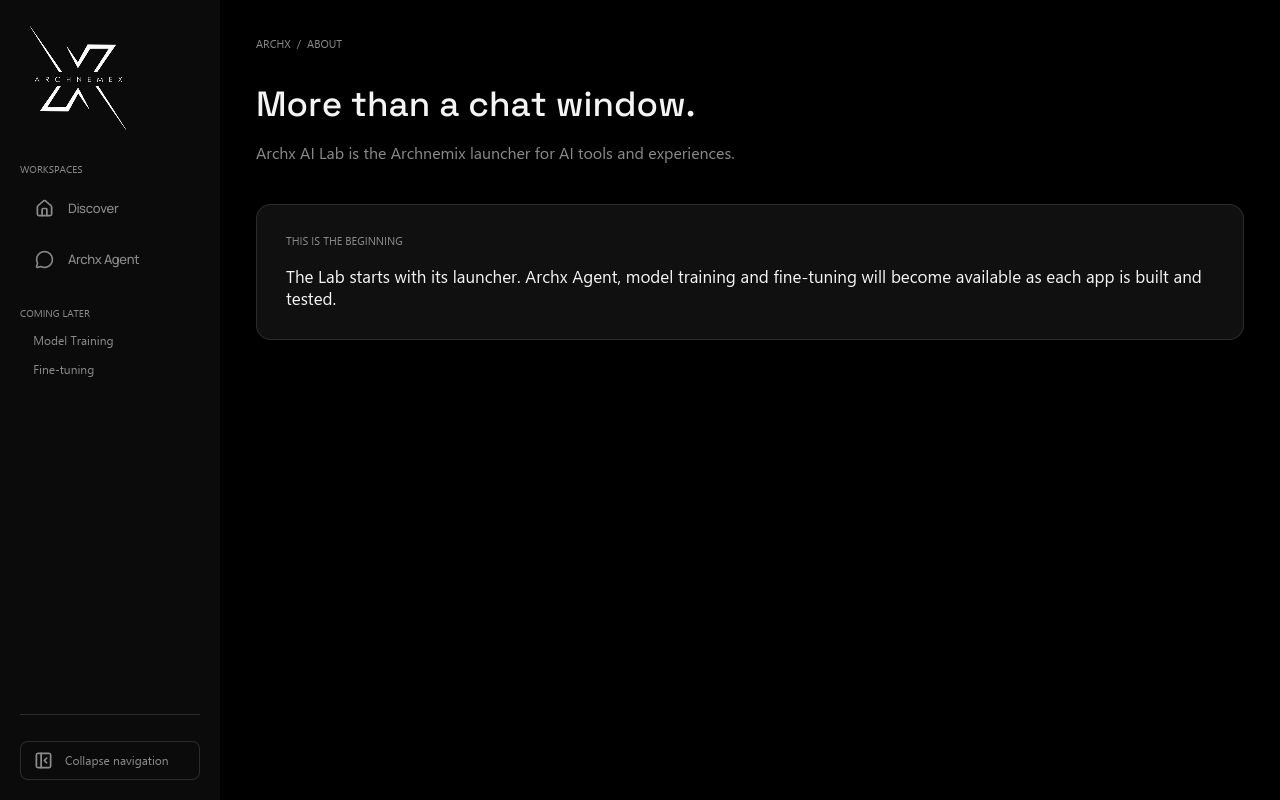 ARCHNEMEX
WORKSPACES
Discover
Archx Agent
COMING LATER
Model Training
Fine-tuning
Collapse navigation
ARCHX / ABOUT
More than a chat window.
Archx AI Lab is the Archnemix launcher for AI tools and experiences.
THIS IS THE BEGINNING
The Lab starts with its launcher. Archx Agent, model training and fine-tuning will become available as each app is built and
tested.